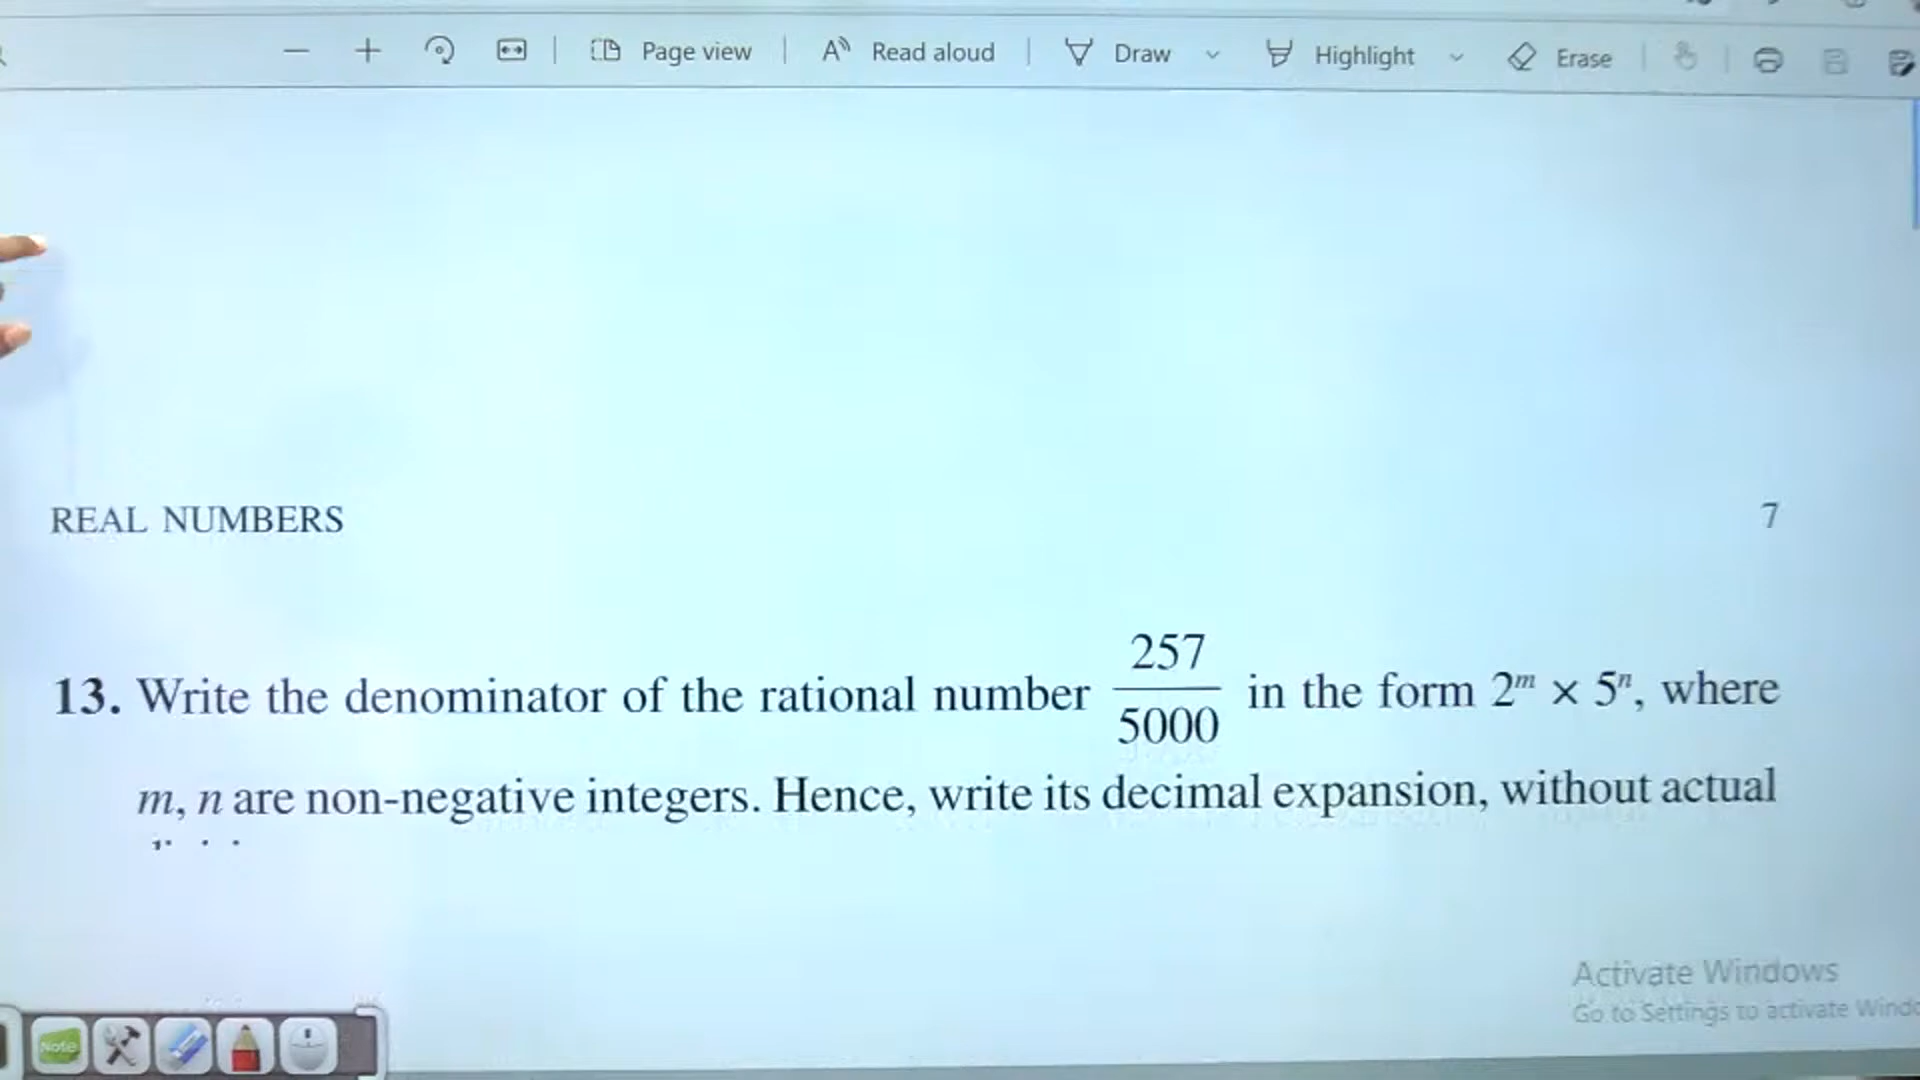 Page view | Read aloud | Draw Highlight Erase
REAL NUMBERS 7
13. Write the denominator of the rational number 257/5000 in the form 2^m × 5^n, where
m, n are non-negative integers. Hence, write its decimal expansion, without actual
Activate Windows
Go to Settings to activate
Note